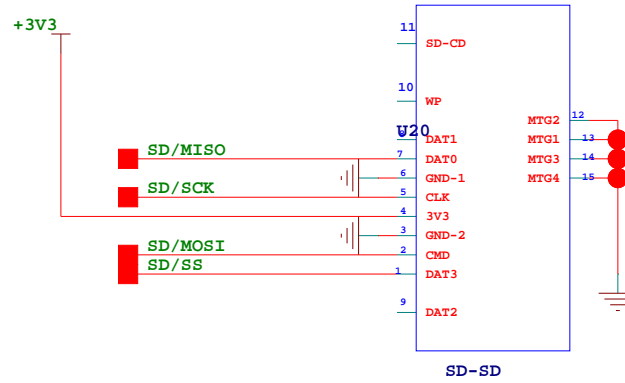 +3V3
11
SD-CD
10
WP
12
MTG2
U20
8
DAT1
MTG1
13
SD/MISO
7
DAT0
MTG3
14
6
GND-1
MTG4
15
SD/SCK
5
CLK
4
3V3
3
GND-2
SD/MOSI
2
CMD
SD/SS
1
DAT3
9
DAT2
SD-SD